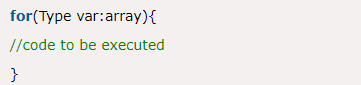 for(Type var:array){
//code to be executed
}